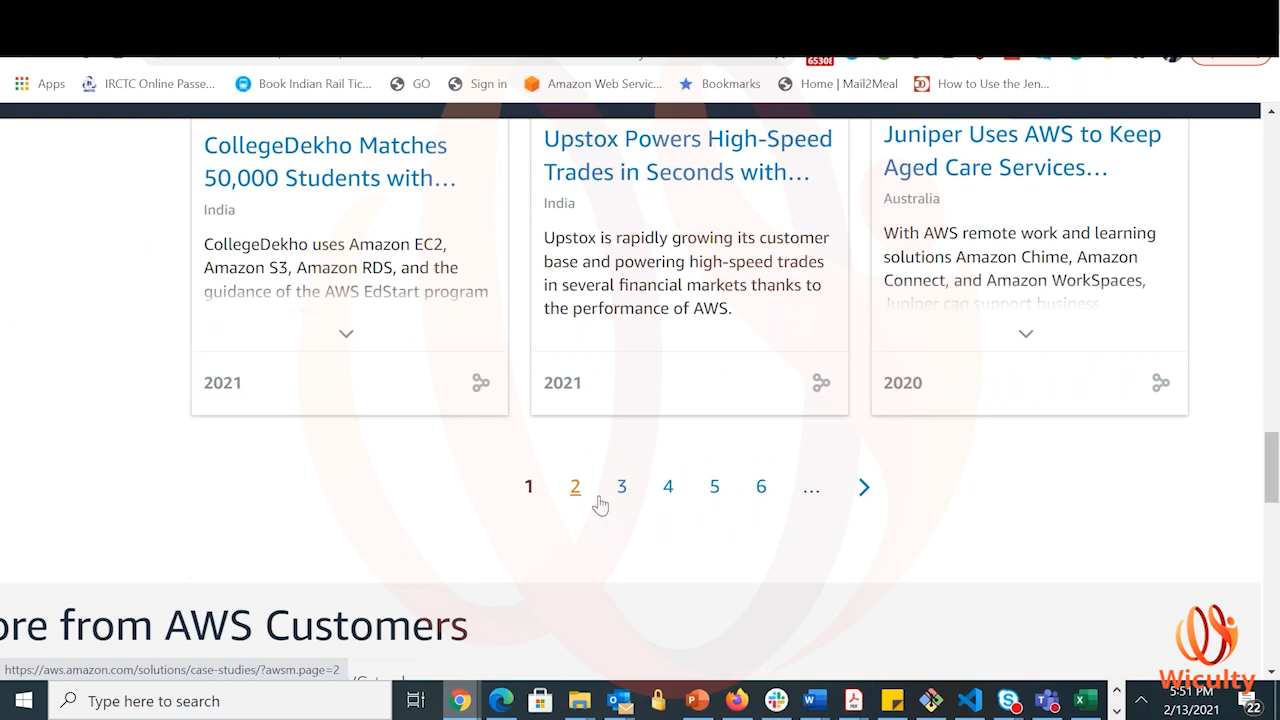 65308
Apps
IRCTC Online Passe...
Book Indian Rail Tic...
GO
Sign in
Amazon Web Servic...
Bookmarks
Home | Mail2Meal
How to Use the Jen...
CollegeDekho Matches
50,000 Students with...
India
CollegeDekho uses Amazon EC2,
Amazon S3, Amazon RDS, and the
guidance of the AWS EdStart program
2021
Upstox Powers High-Speed
Trades in Seconds with...
India
Upstox is rapidly growing its customer
base and powering high-speed trades
in several financial markets thanks to
the performance of AWS.
2021
Juniper Uses AWS to Keep
Aged Care Services...
Australia
With AWS remote work and learning
solutions Amazon Chime, Amazon
Connect, and Amazon WorkSpaces,
Juniper can support business
2020
1 2 3 4 5 6 ...
ore from AWS Customers
https://aws.amazon.com/solutions/case-studies/?awsm.page=2
Type here to search
Wiculty
5:51 PM
2/13/2021
22